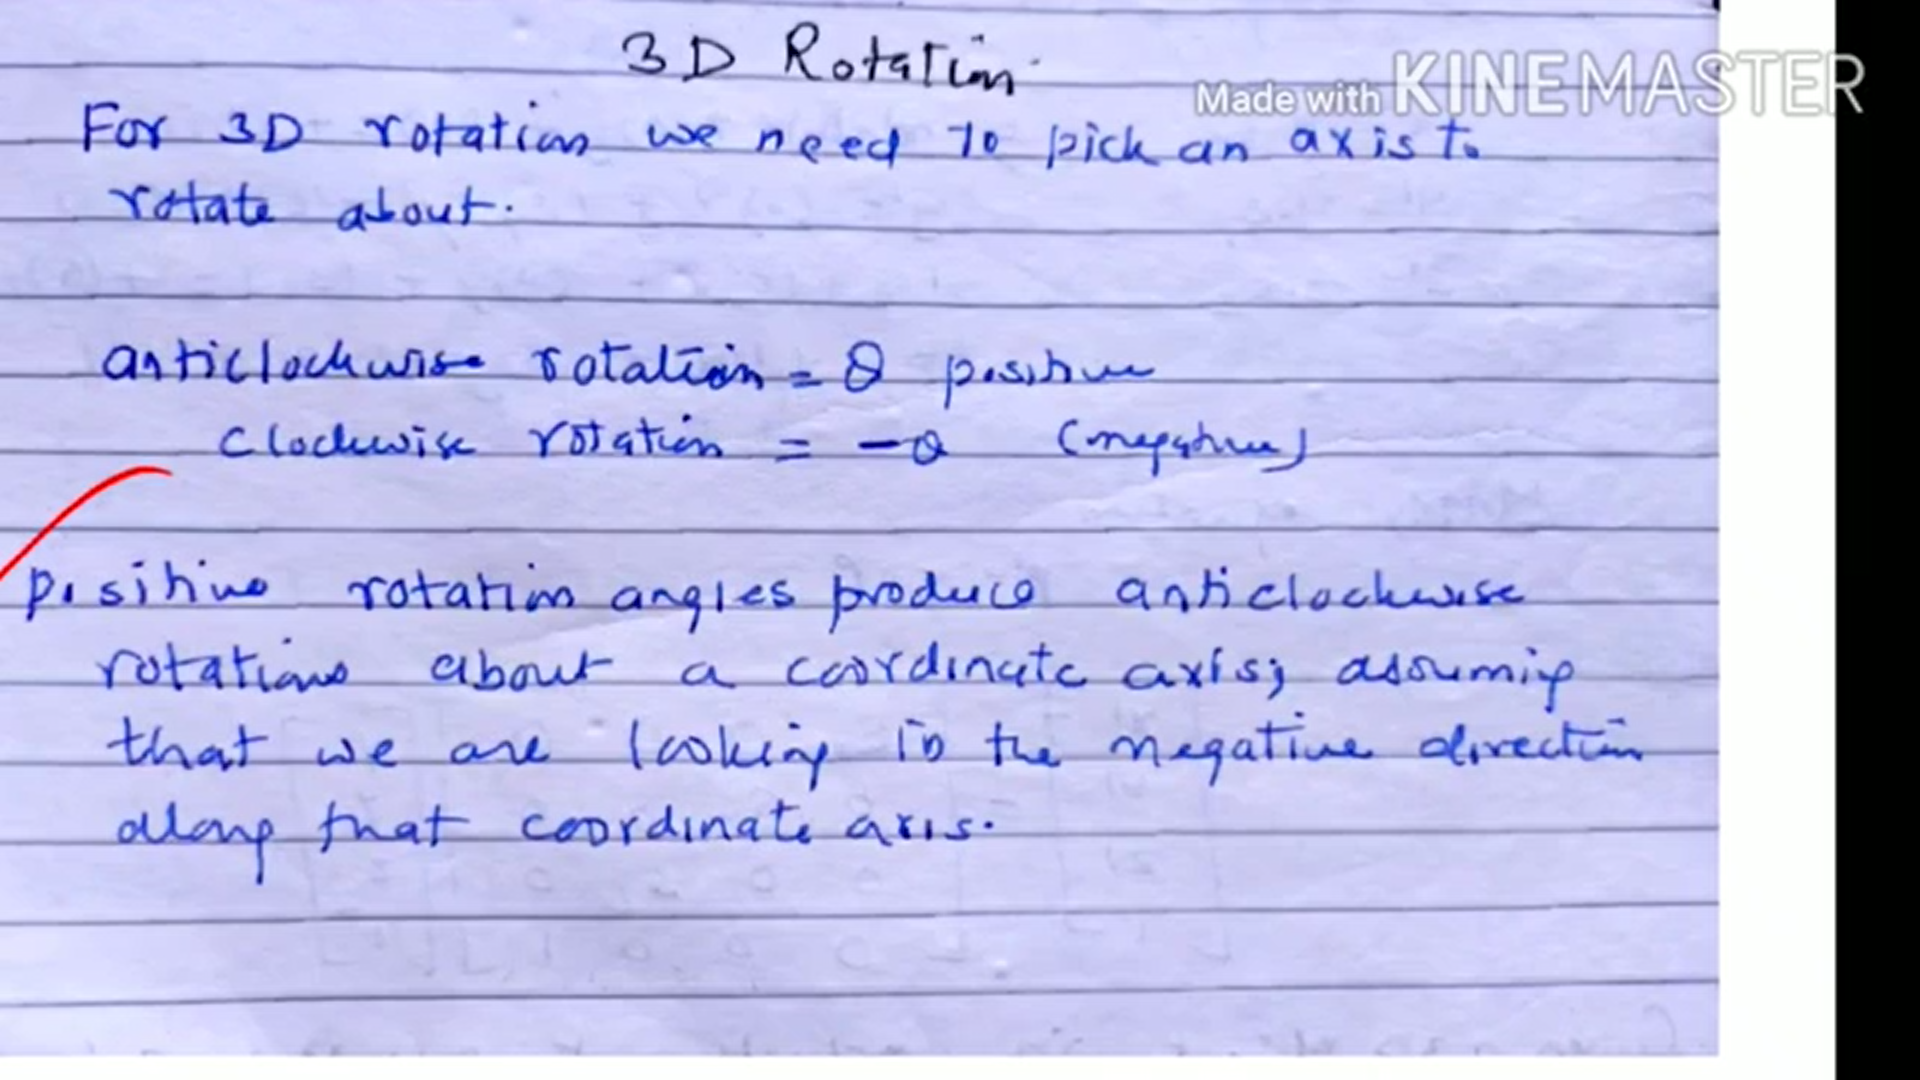 3D Rotation
Made with KINEMASTER
For 3D rotation we need to pick an axis to
rotate about.
anticlockwise rotation = θ positive
clockwise rotation = -θ (negative)
positive rotation angles produce anticlockwise
rotations about a coordinate axis; assuming
that we are looking in the negative direction
along that coordinate axis.